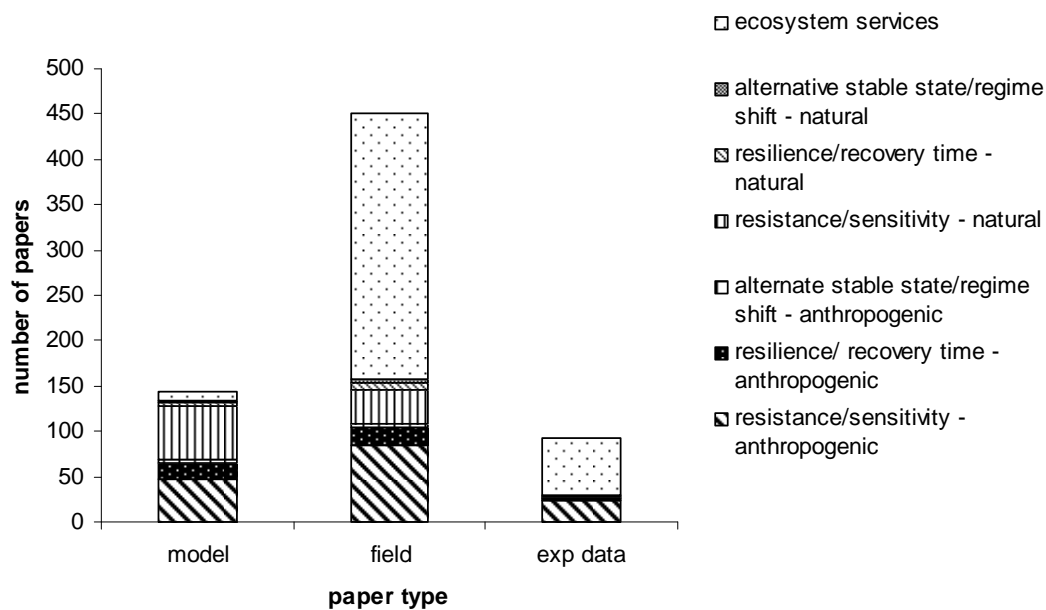 number of papers
500
450
400
350
300
250
200
150
100
50
0
model field exp data
paper type
ecosystem services
alternative stable state/regime
shift - natural
resilience/recovery time -
natural
resistance/sensitivity - natural
alternate stable state/regime
shift - anthropogenic
resilience/ recovery time -
anthropogenic
resistance/sensitivity -
anthropogenic